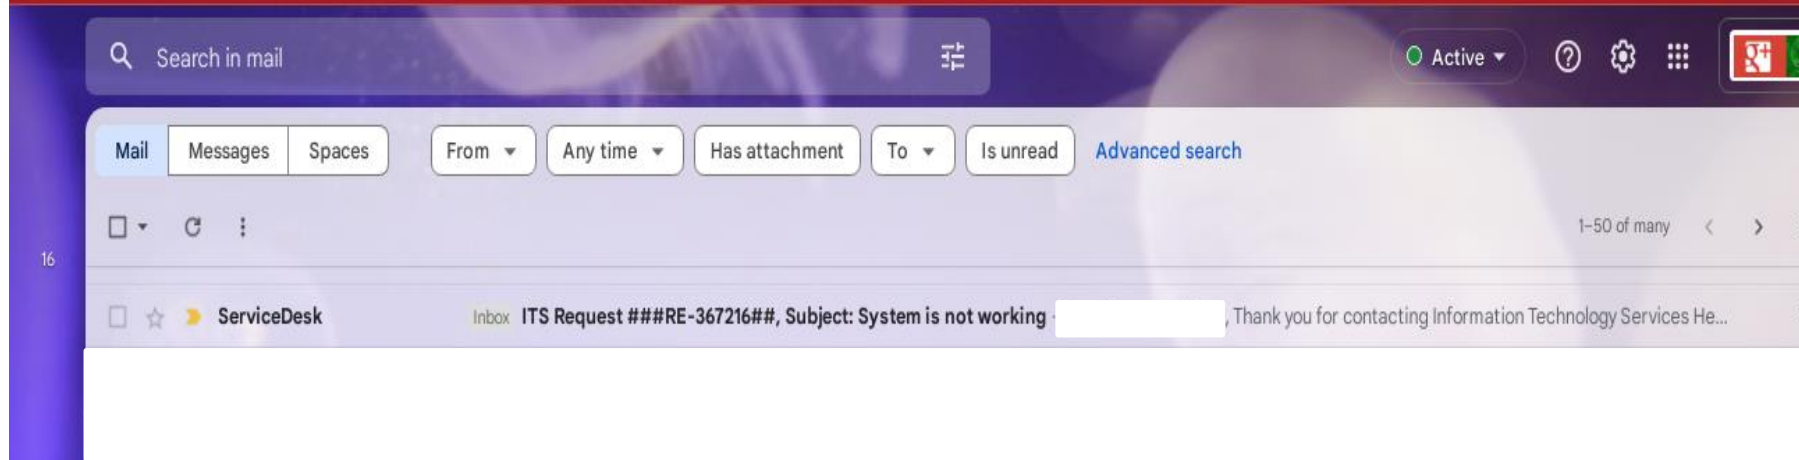 Search in mail Active
Mail Messages Spaces From Any time Has attachment To Is unread Advanced search
1-50 of many
16
ServiceDesk Inbox ITS Request ###RE-367216##, Subject: System is not working - , Thank you for contacting Information Technology Services He...